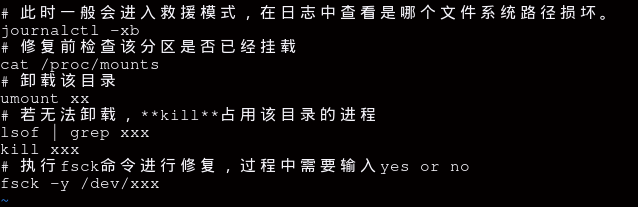 # 此时一般会进入救援模式，在日志中查看是哪个文件系统路径损坏。
journalctl -xb
# 修复前检查该分区是否已经挂载
cat /proc/mounts
# 卸载该目录
umount xx
# 若无法卸载，**kill**占用该目录的进程
lsof | grep xxx
kill xxx
# 执行fsck命令进行修复，过程中需要输入yes or no
fsck -y /dev/xxx
~